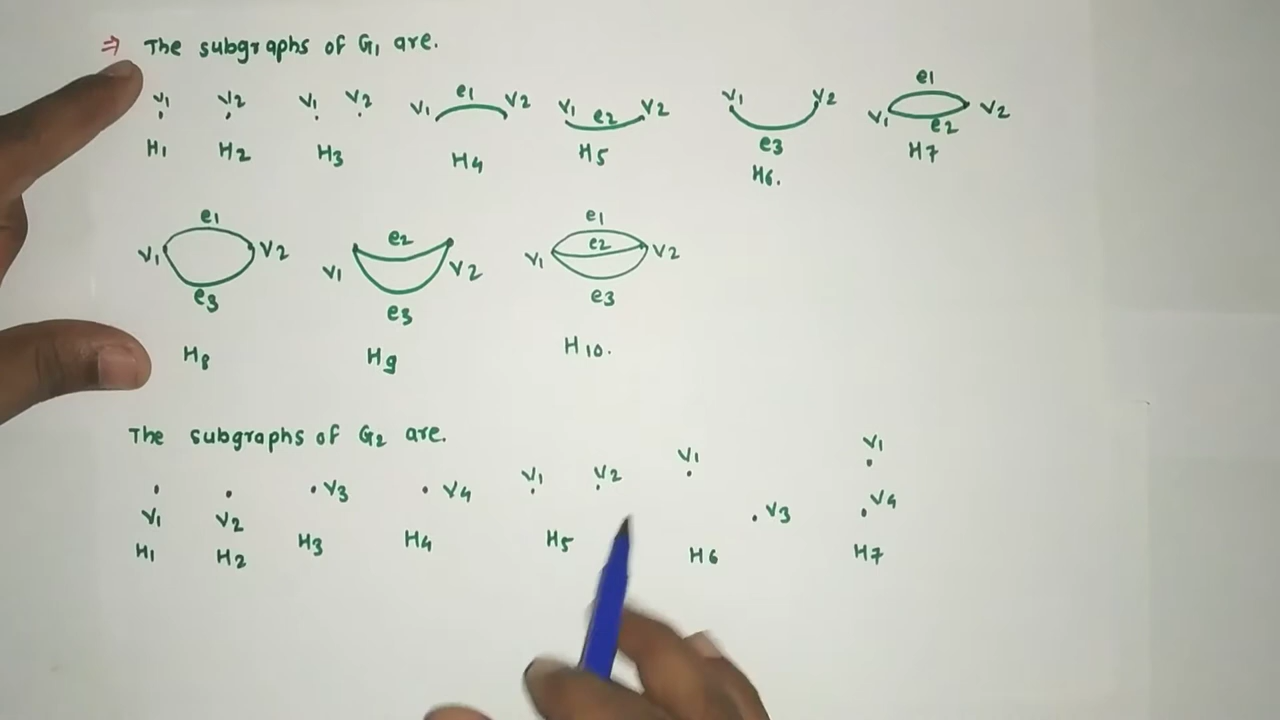 ⇒ The subgraphs of G1 are.
v1 v2 v1 v2 v1 e1 v2 v1 e2 v2 v1 v2 e1 v1 e2 v2
e3
H1 H2 H3 H4 H5 H6. H7
e1 e2 e1
v1 v2 v1 v2 v1 e2 v2
e3 e3 e3
H8 H9 H10.
The subgraphs of G2 are.
v1 v2 v3 v4 v1 v2 v1 v3 v1 v4
H1 H2 H3 H4 H5 H6 H7